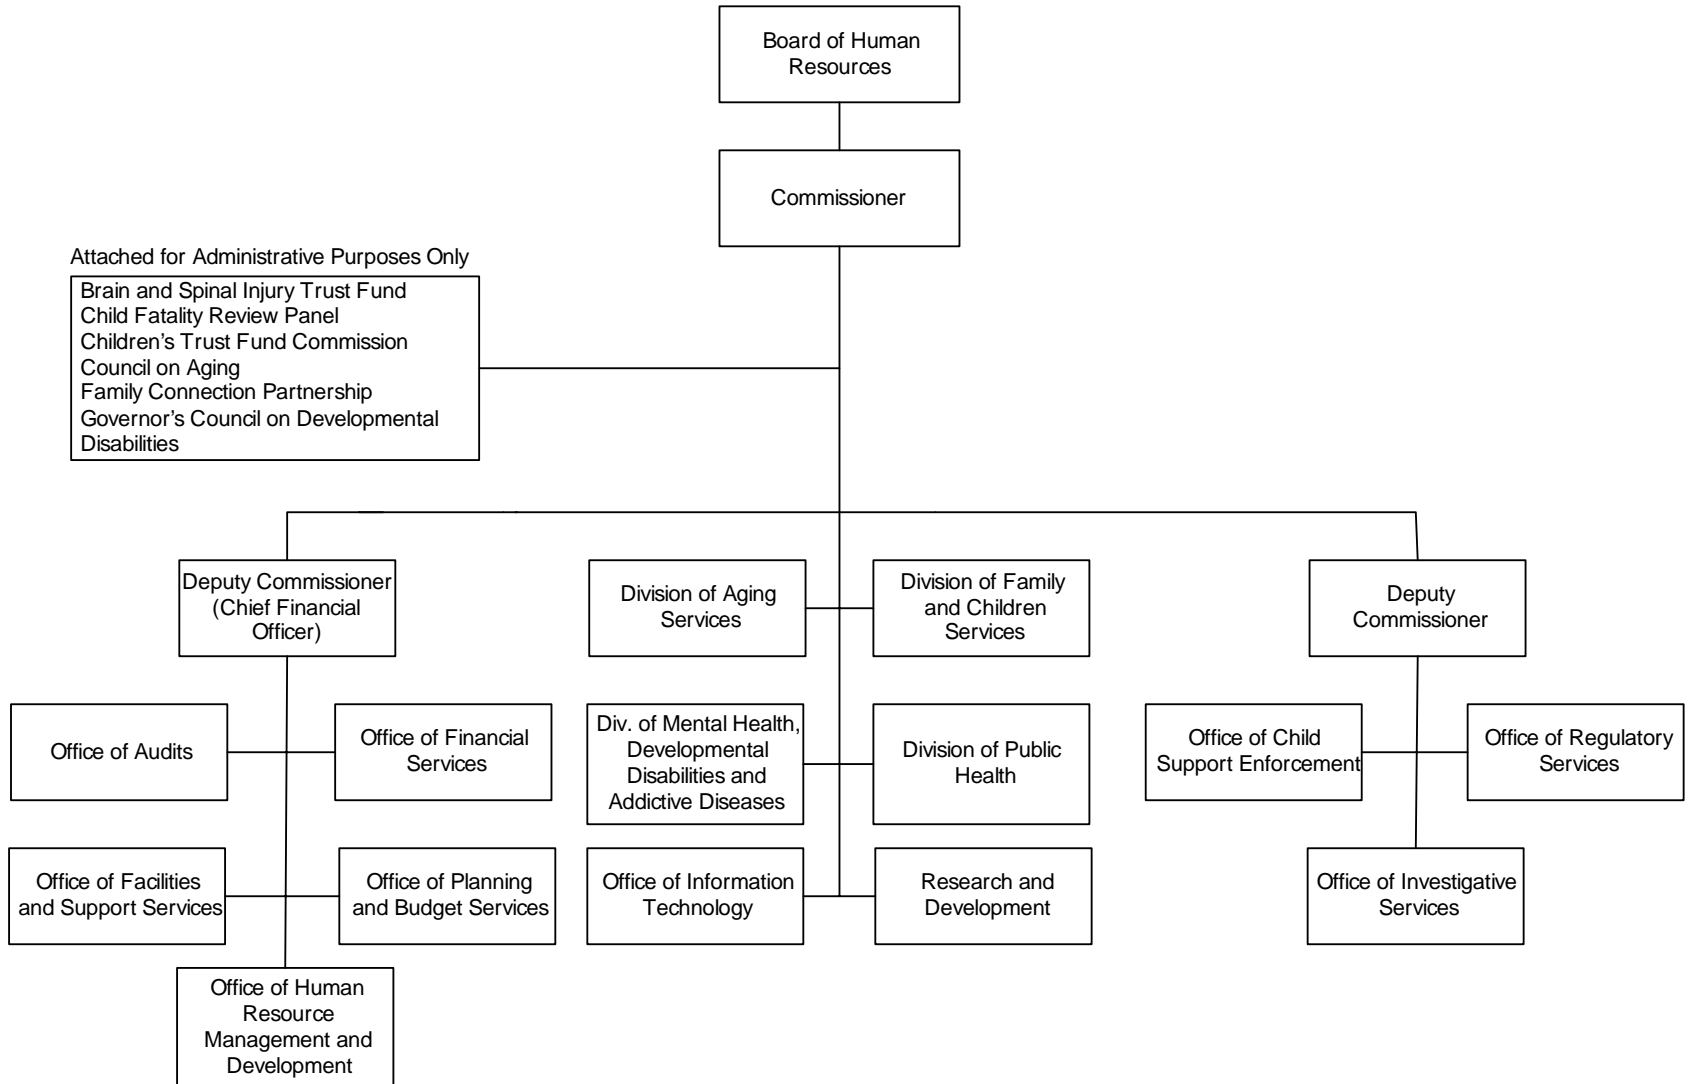 Board of Human
Resources
Commissioner
Attached for Administrative Purposes Only
Brain and Spinal Injury Trust Fund
Child Fatality Review Panel
Children’s Trust Fund Commission
Council on Aging
Family Connection Partnership
Governor’s Council on Developmental
Disabilities
Deputy Commissioner
(Chief Financial
Officer)
Division of Aging
Services
Division of Family
and Children
Services
Deputy
Commissioner
Office of Audits
Office of Financial
Services
Div. of Mental Health,
Developmental
Disabilities and
Addictive Diseases
Division of Public
Health
Office of Child
Support Enforcement
Office of Regulatory
Services
Office of Facilities
and Support Services
Office of Planning
and Budget Services
Office of Information
Technology
Research and
Development
Office of Investigative
Services
Office of Human
Resource
Management and
Development